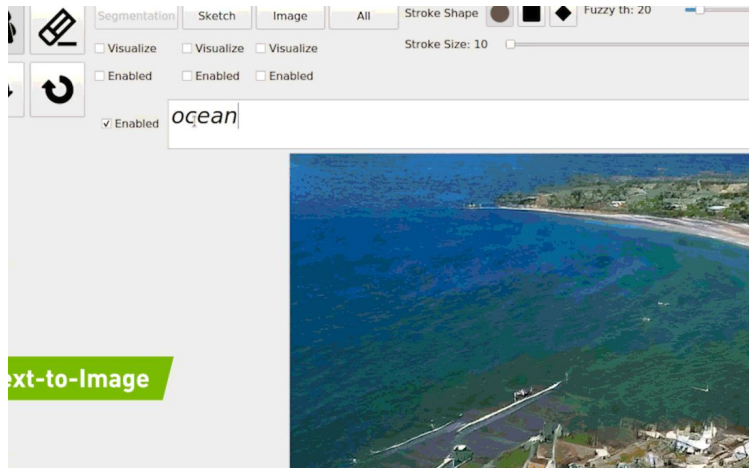 Segmentation Sketch Image All Stroke Shape Fuzzy th: 20
Visualize Visualize Visualize Stroke Size: 10
Enabled Enabled Enabled
Enabled ocean
ext-to-Image